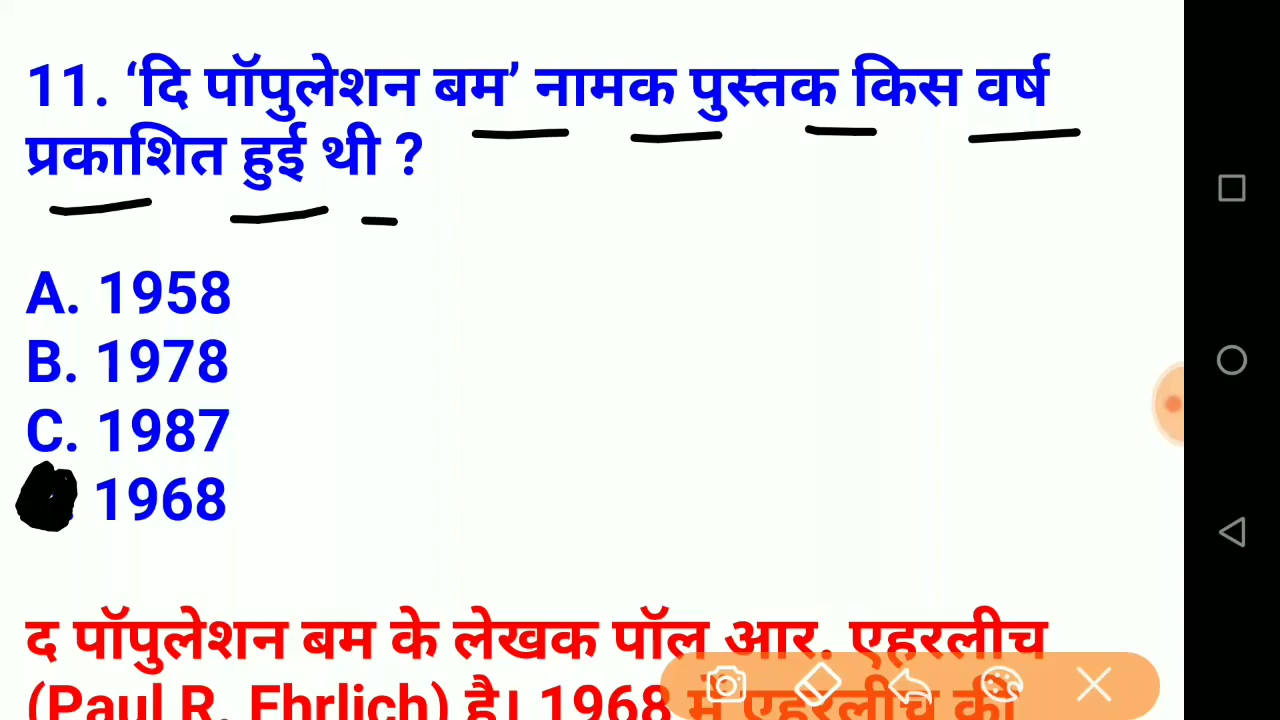 11. ‘दि पॉपुलेशन बम’ नामक पुस्तक किस वर्ष
प्रकाशित हुई थी ?
A. 1958
B. 1978
C. 1987
1968
द पॉपुलेशन बम के लेखक पॉल आर. एहरलीच
(Paul R. Ehrlich) है। 1968 में एहरलीच की